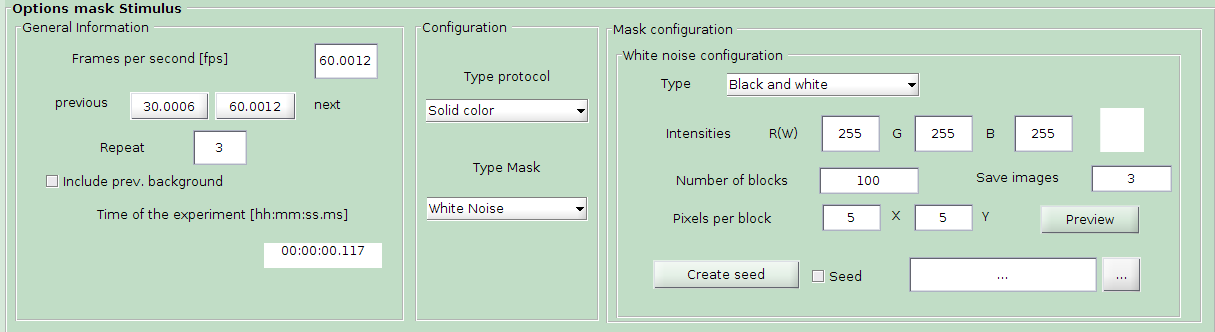 Options mask Stimulus
General Information
Frames per second [fps] 60.0012
previous 30.0006 60.0012 next
Repeat 3
Include prev. background
Time of the experiment [hh:mm:ss.ms]
00:00:00.117
Configuration
Type protocol
Solid color
Type Mask
White Noise
Mask configuration
White noise configuration
Type Black and white
Intensities R(W) 255 G 255 B 255
Number of blocks 100 Save images 3
Pixels per block 5 X 5 Y Preview
Create seed Seed ... ...